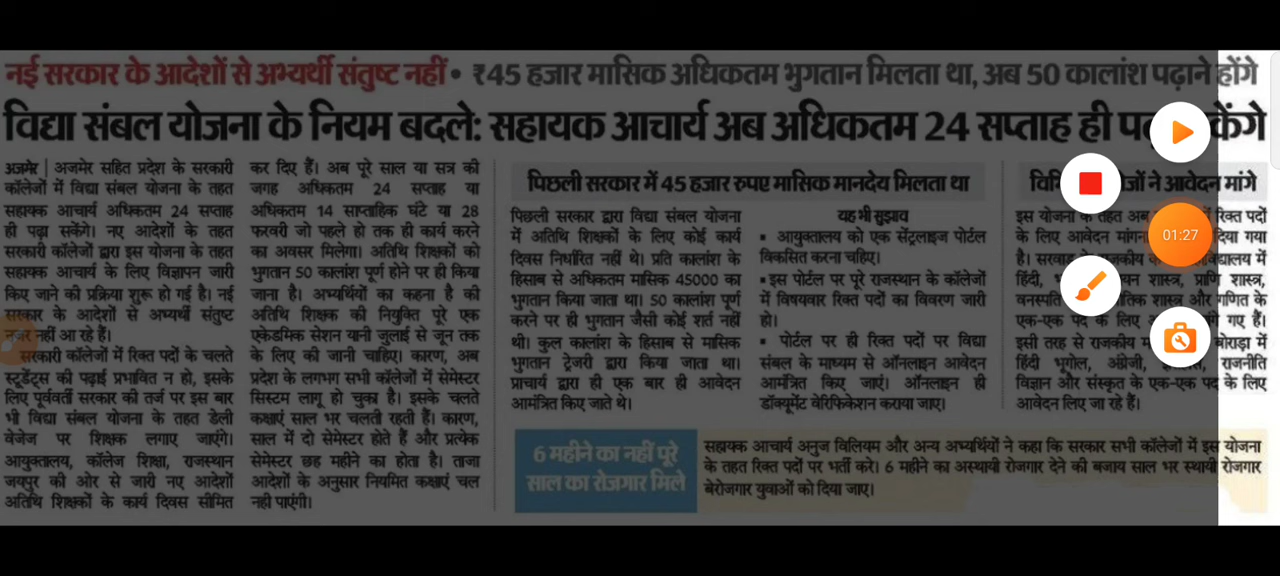 नई सरकार के आदेशों से अभ्यर्थी संतुष्ट नहीं • ₹45 हजार मासिक अधिकतम भुगतान मिलता था, अब 50 कालांश पढ़ाने होंगे
विद्या संबल योजना के नियम बदले: सहायक आचार्य अब अधिकतम 24 सप्ताह ही
अजमेर | अजमेर सहित प्रदेश के सरकारी
कॉलेजों में विद्या संबल योजना के तहत
सहायक आचार्य अधिकतम 24 सप्ताह
ही पढ़ा सकेंगे। नए आदेशों के तहत
सरकारी कॉलेजों द्वारा इस योजना के तहत
सहायक आचार्य के लिए विज्ञापन जारी
किए जाने की प्रक्रिया शुरू हो गई है। नई
सरकार के आदेशों से अभ्यर्थी संतुष्ट
नजर नहीं आ रहे हैं।
सरकारी कॉलेजों में रिक्त पदों के चलते
स्टूडेंट्स की पढ़ाई प्रभावित न हो, इसके
लिए पूर्ववर्ती सरकार की तर्ज पर इस बार
भी विद्या संबल योजना के तहत डेली
वेजेज पर शिक्षक लगाए जाएंगे।
आयुक्तालय, कॉलेज शिक्षा, राजस्थान
जयपुर की ओर से जारी नए आदेशों
अतिथि शिक्षकों के कार्य दिवस सीमित
कर दिए हैं। अब पूरे साल या सत्र की
जगह अधिकतम 24 सप्ताह या
अधिकतम 14 साप्ताहिक घंटे या 28
फरवरी जो पहले हो तक ही कार्य करने
का अवसर मिलेगा। अतिथि शिक्षकों को
भुगतान 50 कालांश पूर्ण होने पर ही किया
जाना है। अभ्यर्थियों का कहना है की
अतिथि शिक्षक की नियुक्ति पूरे एक
एकेडमिक सेशन यानी जुलाई से जून तक
के लिए की जानी चाहिए। कारण, अब
प्रदेश के लगभग सभी कॉलेजों में सेमेस्टर
सिस्टम लागू हो चुका है। इसके चलते
कक्षाएं साल भर चलती रहती हैं। कारण,
साल में दो सेमेस्टर होते हैं और प्रत्येक
सेमेस्टर छह महीने का होता है। ताजा
आदेशों के अनुसार नियमित कक्षाएं चल
नही पाएंगी।
पिछली सरकार में 45 हजार रुपए मासिक मानदेय मिलता था
पिछली सरकार द्वारा विद्या संबल योजना
में अतिथि शिक्षकों के लिए कोई कार्य
दिवस निर्धारित नहीं थे। प्रति कालांश के
हिसाब से अधिकतम मासिक 45000 का
भुगतान किया जाता था। 50 कालांश पूर्ण
करने पर ही भुगतान जैसी कोई शर्त नहीं
थी। कुल कालांश के हिसाब से मासिक
भुगतान ट्रेजरी द्वारा किया जाता था।
प्राचार्य द्वारा ही एक बार ही आवेदन
आमंत्रित किए जाते थे।
यह भी सुझाव
▪ आयुक्तालय को एक सेंट्रलाइज पोर्टल
विकसित करना चहिए।
▪ इस पोर्टल पर पूरे राजस्थान के कॉलेजों
में विषयवार रिक्त पदों का विवरण जारी
हो।
▪ पोर्टल पर ही रिक्त पदों पर विद्या
संबल के माध्यम से ऑनलाइन आवेदन
आमंत्रित किए जाएं। ऑनलाइन ही
डॉक्यूमेंट वेरिफिकेशन कराया जाए।
ने आवेदन मांगे
इस योजना के तहत अब रिक्त पदों
के लिए आवेदन मांगना दिया गया
है।
हिंदी, शास्त्र, प्राणि शास्त्र,
वनस्पति शास्त्र और गणित के
एक-एक पद के लिए गए हैं।
इसी तरह से राजकीय
हिंदी भूगोल, अंग्रेजी, राजनीति
विज्ञान और संस्कृत के एक-एक पद के लिए
आवेदन लिए जा रहे हैं।
6 महीने का नहीं पूरे
साल का रोजगार मिले
सहायक आचार्य अनुज विलियम और अन्य अभ्यर्थियों ने कहा कि सरकार सभी कॉलेजों में इस योजना
के तहत रिक्त पदों पर भर्ती करे। 6 महीने का अस्थायी रोजगार देने की बजाय साल भर स्थायी रोजगार
बेरोजगार युवाओं को दिया जाए।
01:27